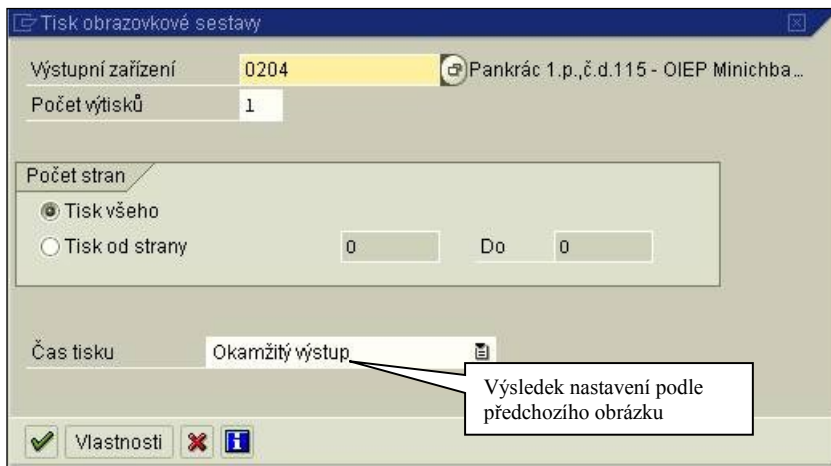 Tisk obrazovkové sestavy
Výstupní zařízení 0204 Pankrác 1.p.,č.d.115 - OIEP Minichba...
Počet výtisků 1
Počet stran
Tisk všeho
Tisk od strany 0 Do 0
Čas tisku Okamžitý výstup
Výsledek nastavení podle
předchozího obrázku
Vlastnosti